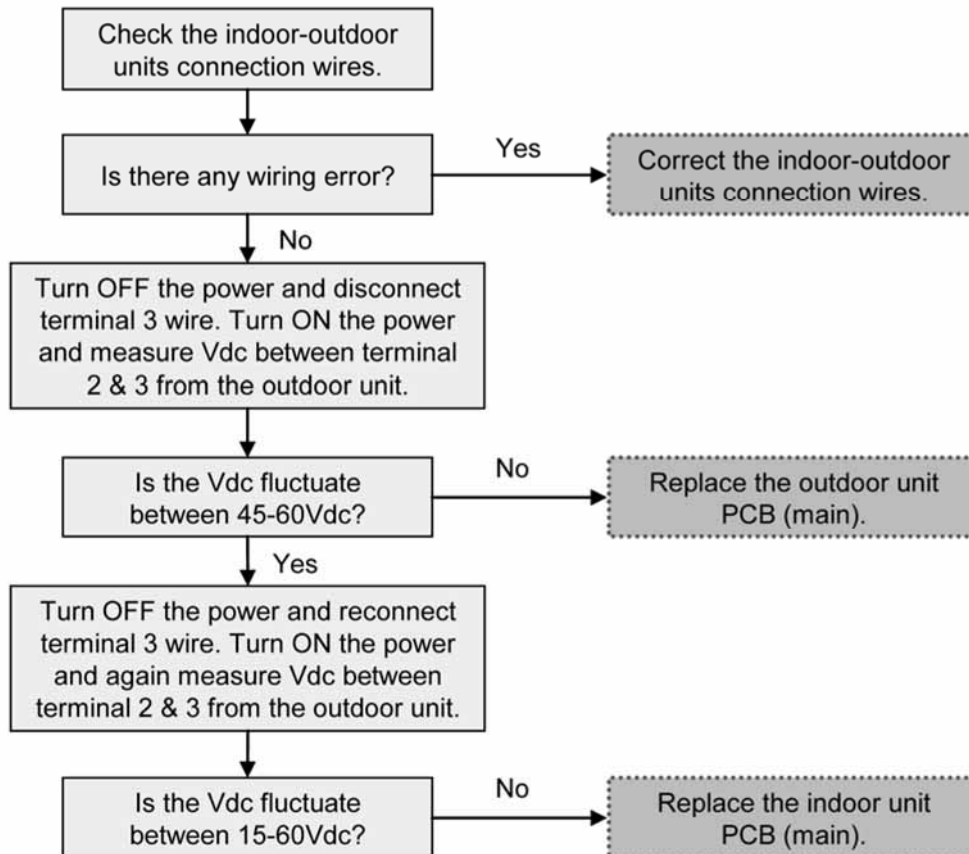 Check the indoor-outdoor
units connection wires.
Is there any wiring error?
Yes
Correct the indoor-outdoor
units connection wires.
No
Turn OFF the power and disconnect
terminal 3 wire. Turn ON the power
and measure Vdc between terminal
2 & 3 from the outdoor unit.
Is the Vdc fluctuate
between 45-60Vdc?
No
Replace the outdoor unit
PCB (main).
Yes
Turn OFF the power and reconnect
terminal 3 wire. Turn ON the power
and again measure Vdc between
terminal 2 & 3 from the outdoor unit.
Is the Vdc fluctuate
between 15-60Vdc?
No
Replace the indoor unit
PCB (main).